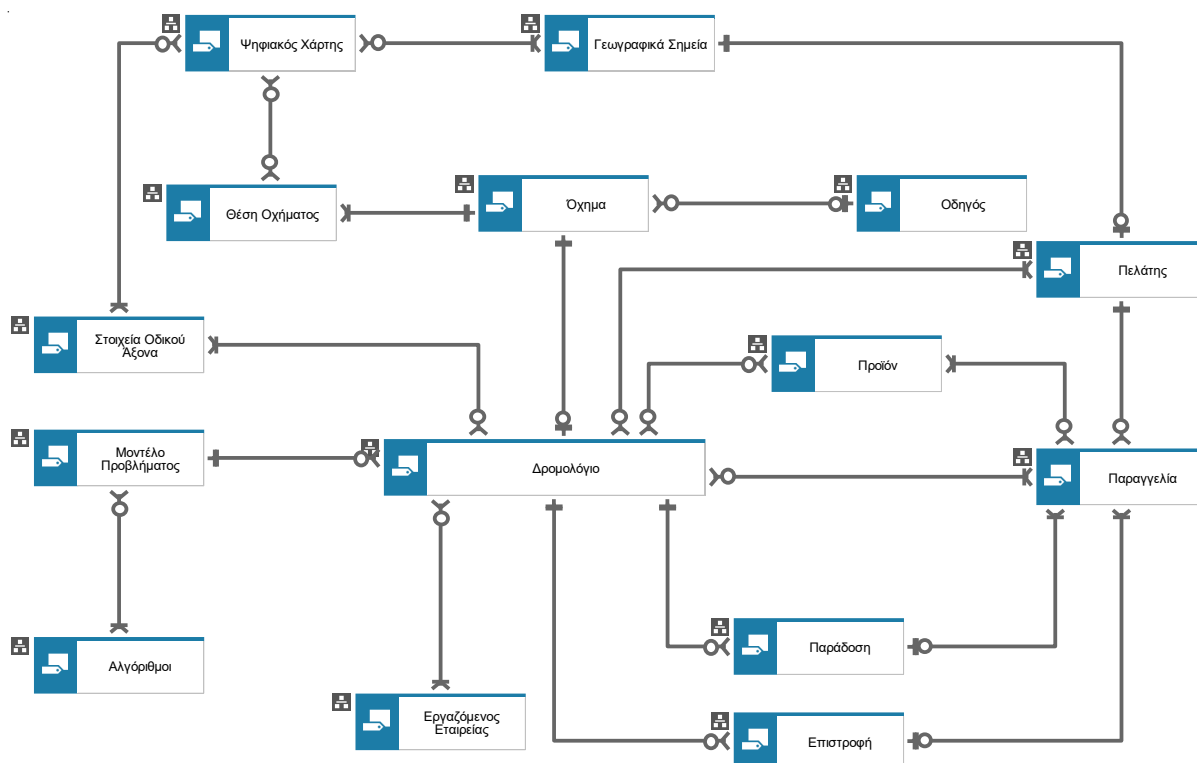 Ψηφιακός Χάρτης
Γεωγραφικά Σημεία
Θέση Οχήματος
Όχημα
Οδηγός
Πελάτης
Στοιχεία Οδικού
Άξονα
Προϊόν
Μοντέλο
Προβλήματος
Δρομολόγιο
Παραγγελία
Αλγόριθμοι
Παράδοση
Εργαζόμενος
Εταιρείας
Επιστροφή